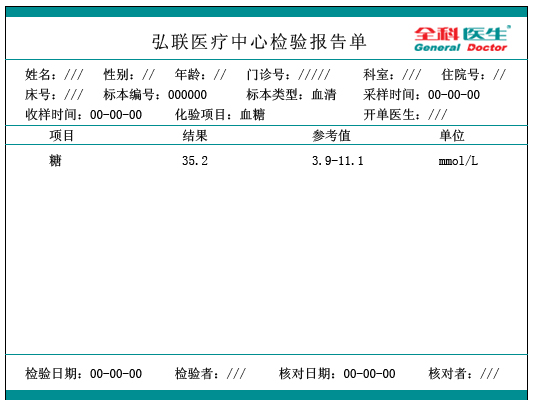 全科医生®
General Doctor
弘联医疗中心检验报告单
姓名：/// 性别：// 年龄：// 门诊号：///// 科室：/// 住院号：//
床号：/// 标本编号：000000 标本类型：血清 采样时间：00-00-00
收样时间：00-00-00 化验项目：血糖 开单医生：///
项目 结果 参考值 单位
糖 35.2 3.9-11.1 mmol/L
检验日期：00-00-00 检验者：/// 核对日期：00-00-00 核对者：///